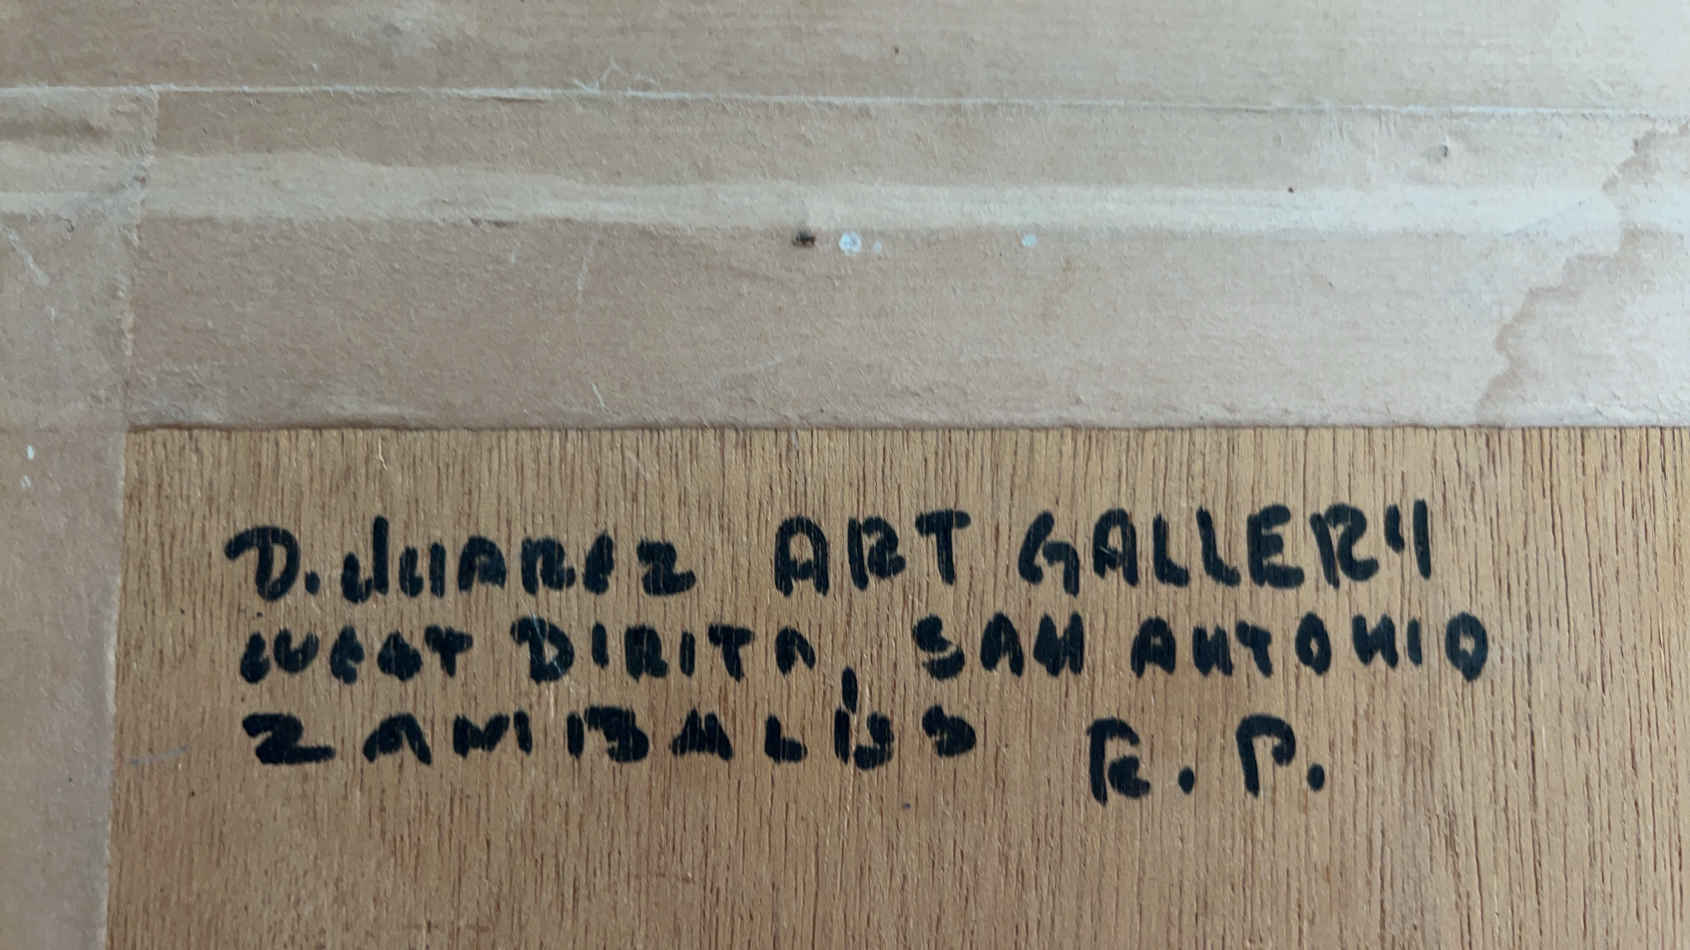 D. JUAREZ ART GALLERY
WEST DIRITA, SAN ANTONIO
ZAMBALES R.P.